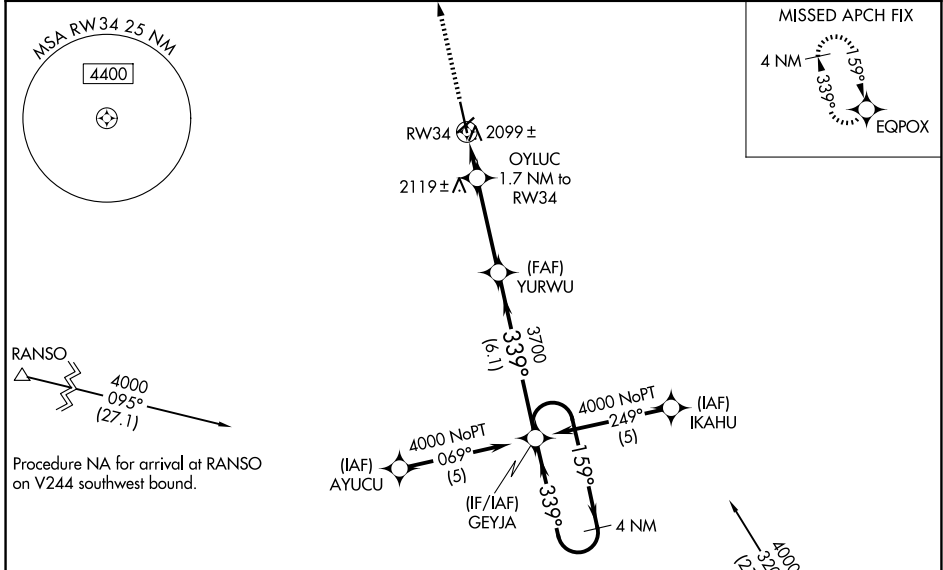 MSA RW34 25 NM
4400
MISSED APCH FIX
4 NM
159°
339°
EQPOX
RW34
2099 ±
OYLUC
1.7 NM to
RW34
2119 ±
(FAF)
YURWU
3700
339°
(6.1)
RANSO
4000
095°
(27.1)
Procedure NA for arrival at RANSO
on V244 southwest bound.
4000 NoPT
249°
(5)
(IAF)
IKAHU
4000 NoPT
069°
(5)
(IAF)
AYUCU
(IF/IAF)
GEYJA
159°
339°
4 NM
4000